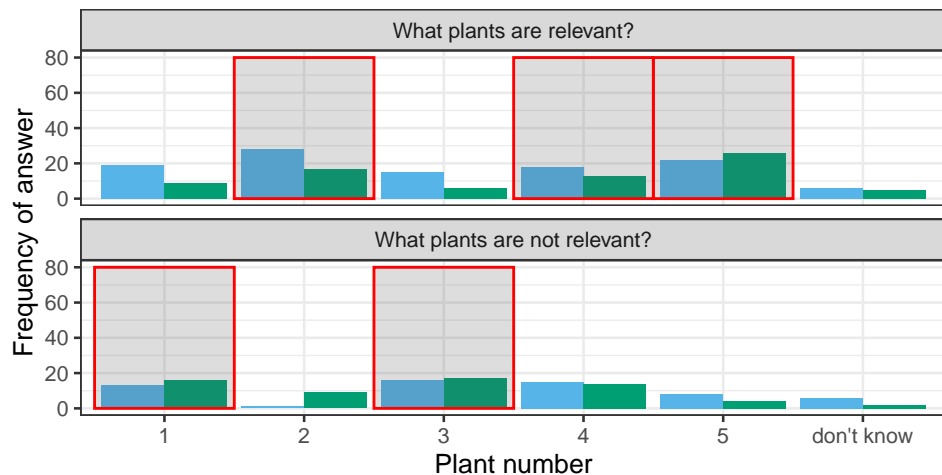 What plants are relevant?
80
60
40
20
0
What plants are not relevant?
80
60
40
20
0
Frequency of answer
1 2 3 4 5 don't know
Plant number